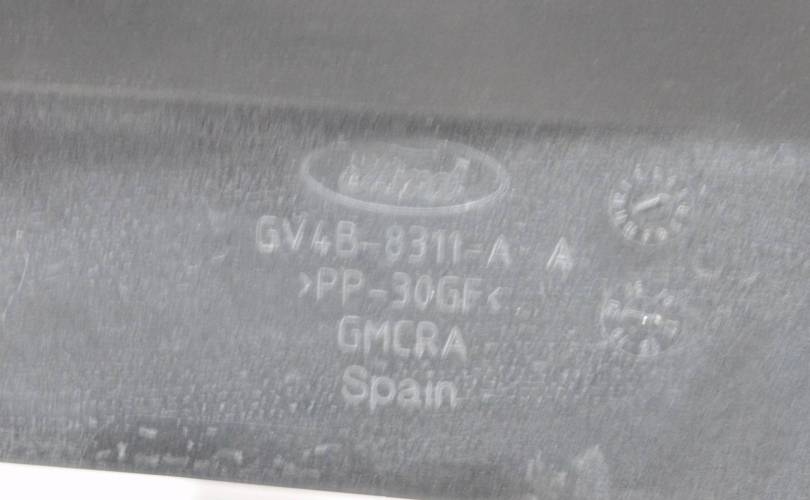 Ford
GV4B-8311-A A
>PP-30GF<
GMCRA
Spain